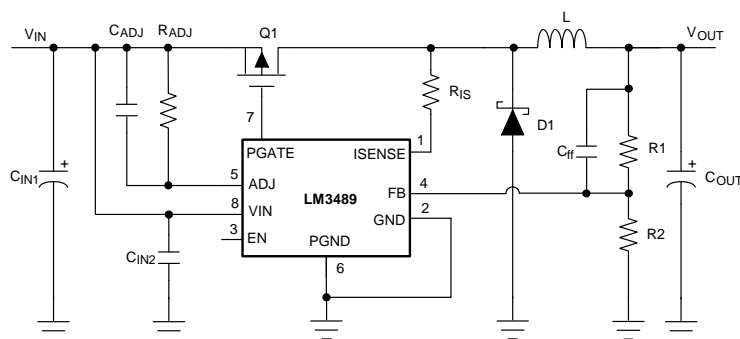 VIN CADJ RADJ Q1 L VOUT
RIS
7 1 D1
PGATE ISENSE Cff R1
CIN1 + 5 ADJ FB 4 + COUT
8 VIN LM3489 GND 2
3 EN PGND R2
CIN2 6